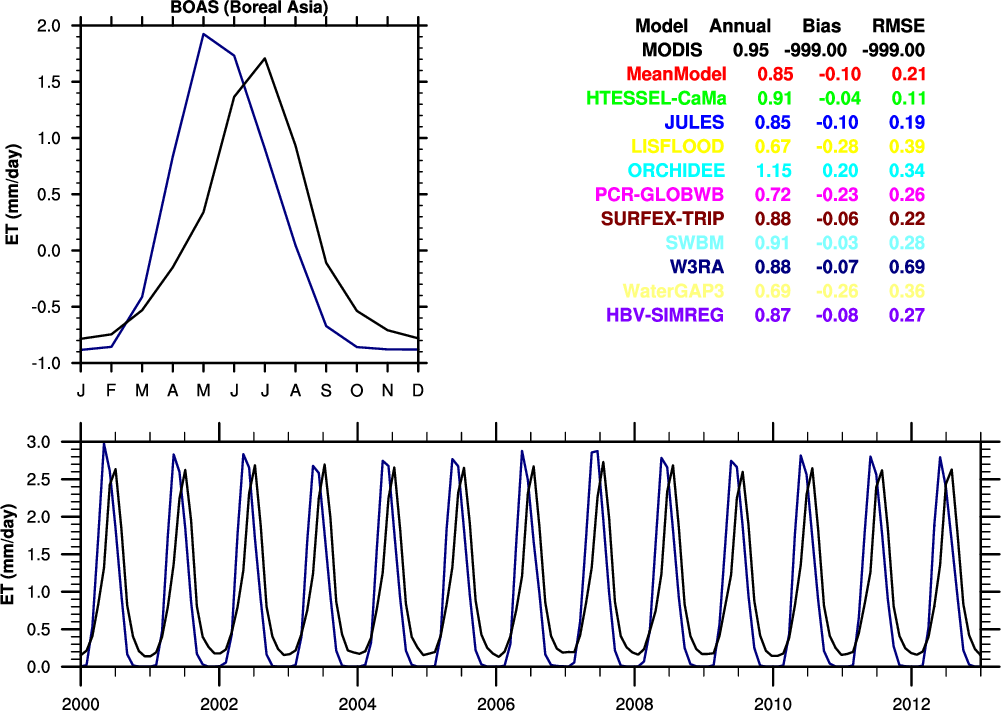 BOAS (Boreal Asia)
ET (mm/day)
2.0
1.5
1.0
0.5
0.0
-0.5
-1.0
J F M A M J J A S O N D
Model Annual Bias RMSE
MODIS 0.95 -999.00 -999.00
MeanModel 0.85 -0.10 0.21
HTESSEL-CaMa 0.91 -0.04 0.11
JULES 0.85 -0.10 0.19
LISFLOOD 0.67 -0.28 0.39
ORCHIDEE 1.15 0.20 0.34
PCR-GLOBWB 0.72 -0.23 0.26
SURFEX-TRIP 0.88 -0.06 0.22
SWBM 0.91 -0.03 0.28
W3RA 0.88 -0.07 0.69
WaterGAP3 0.69 -0.26 0.36
HBV-SIMREG 0.87 -0.08 0.27
ET (mm/day)
3.0
2.5
2.0
1.5
1.0
0.5
0.0
2000 2002 2004 2006 2008 2010 2012